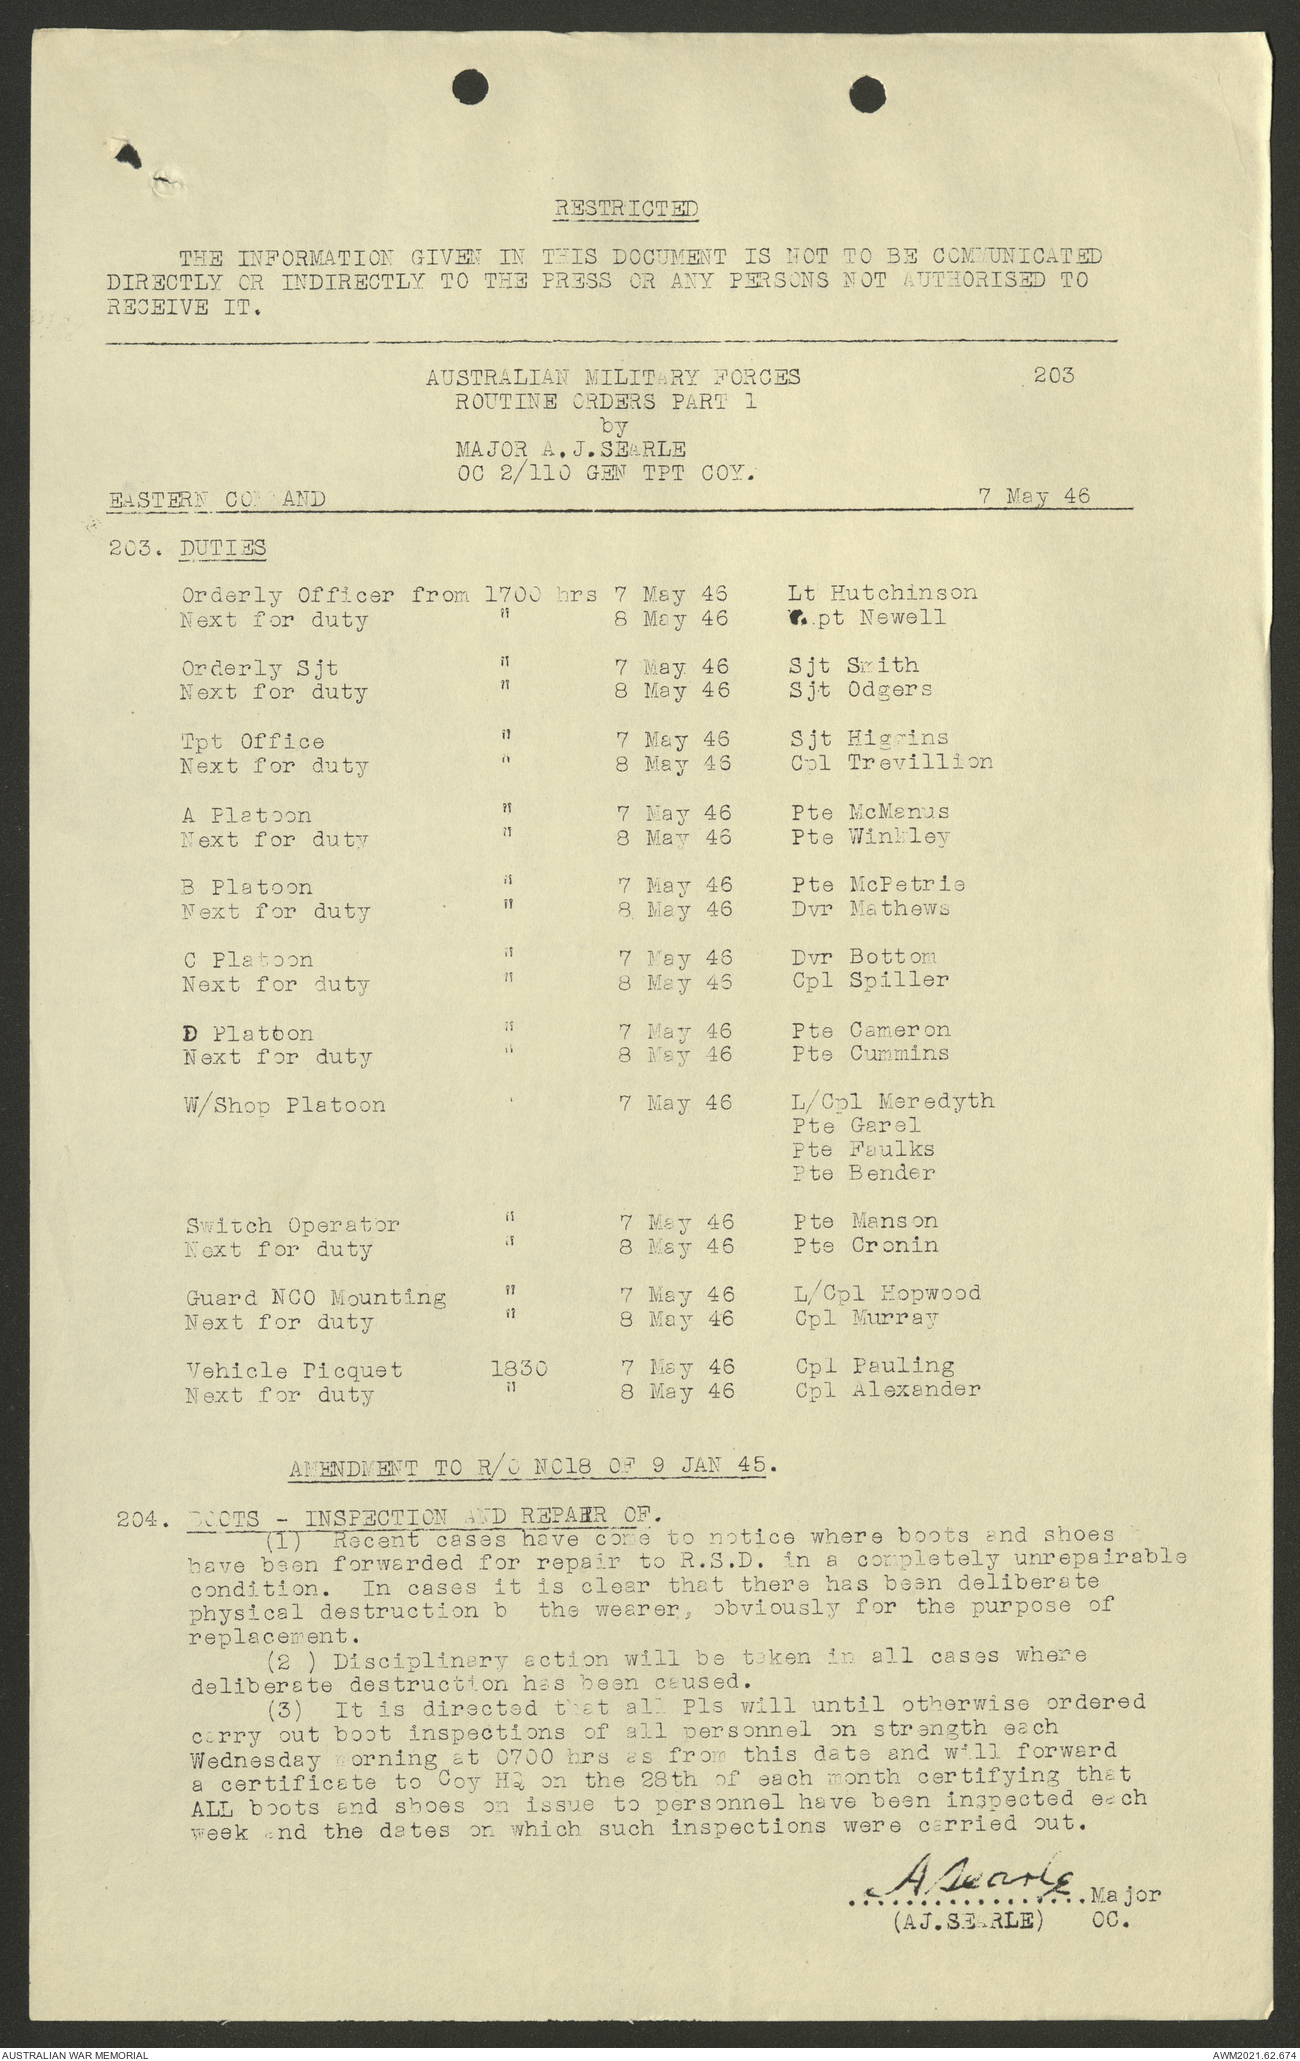 RESTRICTED
THE INFORMATION GIVEN IN THIS DOCUMENT IS NOT TO BE COMMUNICATED
DIRECTLY OR INDIRECTLY TO THE PRESS OR ANY PERSONS NOT AUTHORISED TO
RECEIVE IT.
AUSTRALIAN MILITARY FORCES 203
ROUTINE ORDERS PART 1
by
MAJOR A.J.SEARLE
OC 2/110 GEN TPT COY.
EASTERN COMMAND 7 May 46
203. DUTIES
Orderly Officer from 1700 hrs 7 May 46 Lt Hutchinson
Next for duty " 8 May 46 Capt Newell
Orderly Sjt " 7 May 46 Sjt Smith
Next for duty " 8 May 46 Sjt Odgers
Tpt Office " 7 May 46 Sjt Higgins
Next for duty " 8 May 46 Cpl Trevillion
A Platoon " 7 May 46 Pte McManus
Next for duty " 8 May 46 Pte Winkley
B Platoon " 7 May 46 Pte McPetrie
Next for duty " 8 May 46 Dvr Mathews
C Platoon " 7 May 46 Dvr Bottom
Next for duty " 8 May 46 Cpl Spiller
D Platoon " 7 May 46 Pte Cameron
Next for duty " 8 May 46 Pte Cummins
W/Shop Platoon ' 7 May 46 L/Cpl Meredyth
Pte Garel
Pte Faulks
Pte Bender
Switch Operator " 7 May 46 Pte Manson
Next for duty " 8 May 46 Pte Cronin
Guard NCO Mounting " 7 May 46 L/Cpl Hopwood
Next for duty " 8 May 46 Cpl Murray
Vehicle Picquet 1830 7 May 46 Cpl Pauling
Next for duty " 8 May 46 Cpl Alexander
AMENDMENT TO R/O NO18 OF 9 JAN 45.
204. BOOTS - INSPECTION AND REPAIR OF.
(1) Recent cases have come to notice where boots and shoes
have been forwarded for repair to R.S.D. in a completely unrepairable
condition. In cases it is clear that there has been deliberate
physical destruction b the wearer, obviously for the purpose of
replacement.
(2 ) Disciplinary action will be taken in all cases where
deliberate destruction has been caused.
(3) It is directed that all Pls will until otherwise ordered
carry out boot inspections of all personnel on strength each
Wednesday morning at 0700 hrs as from this date and will forward
a certificate to Coy HQ on the 28th of each month certifying that
ALL boots and shoes on issue to personnel have been inspected each
week and the dates on which such inspections were carried out.
A Searle
.................Major
(AJ.SEARLE) OC.
AUSTRALIAN WAR MEMORIAL AWM2021.62.674